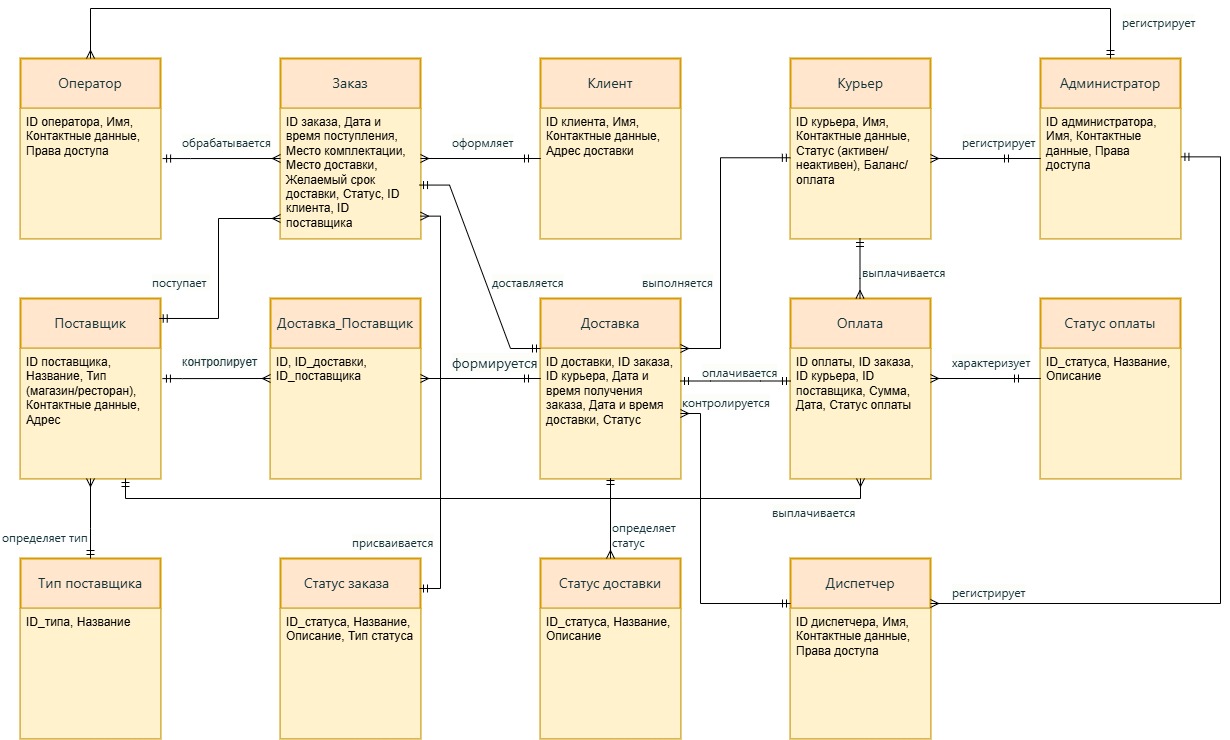 регистрирует
Оператор
ID оператора, Имя,
Контактные данные,
Права доступа
обрабатывается
Заказ
ID заказа, Дата и
время поступления,
Место комплектации,
Место доставки,
Желаемый срок
доставки, Статус, ID
клиента, ID
поставщика
оформляет
Клиент
ID клиента, Имя,
Контактные данные,
Адрес доставки
Курьер
ID курьера, Имя,
Контактные данные,
Статус (активен/
неактивен), Баланс/
оплата
регистрирует
Администратор
ID администратора,
Имя, Контактные
данные, Права
доступа
поступает
доставляется
выполняется
выплачивается
Поставщик
ID поставщика,
Название, Тип
(магазин/ресторан),
Контактные данные,
Адрес
контролирует
Доставка_Поставщик
ID, ID_доставки,
ID_поставщика
формируется
Доставка
ID доставки, ID заказа,
ID курьера, Дата и
время получения
заказа, Дата и время
доставки, Статус
оплачивается
контролируется
Оплата
ID оплаты, ID заказа,
ID курьера, ID
поставщика, Сумма,
Дата, Статус оплаты
характеризует
Статус оплаты
ID_статуса, Название,
Описание
выплачивается
определяет тип
присваивается
определяет
статус
Тип поставщика
ID_типа, Название
Статус заказа
ID_статуса, Название,
Описание, Тип статуса
Статус доставки
ID_статуса, Название,
Описание
Диспетчер
ID диспетчера, Имя,
Контактные данные,
Права доступа
регистрирует